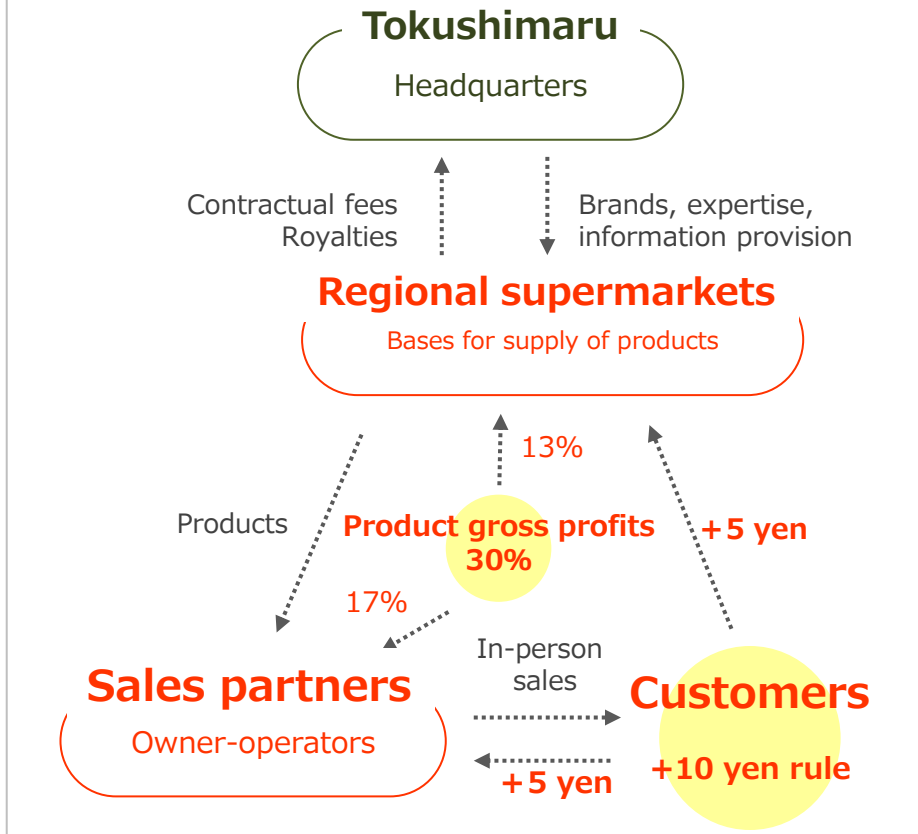 Tokushimaru
Headquarters
Contractual fees
Royalties
Brands, expertise,
information provision
Regional supermarkets
Bases for supply of products
13%
Products
Product gross profits
30%
+5 yen
17%
In-person
sales
Sales partners
Owner-operators
Customers
+10 yen rule
+5 yen